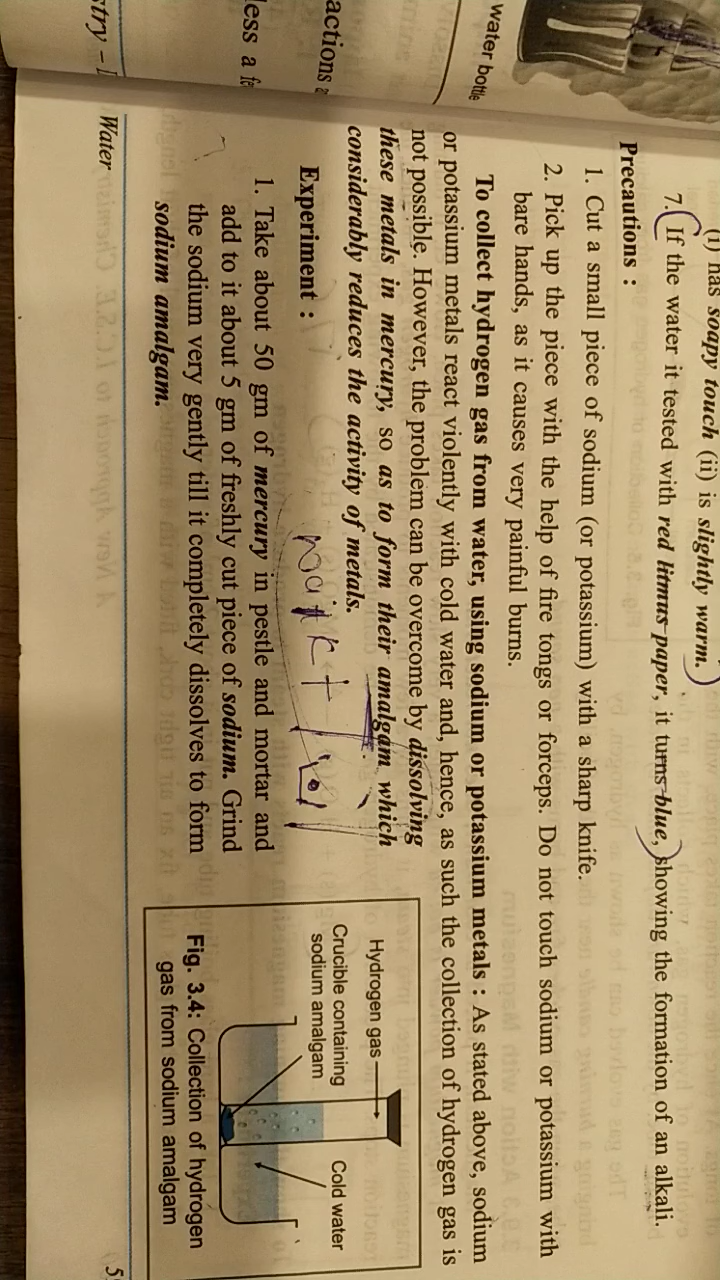 water bottle
actions
less a fe
stry – I
(i) has soapy touch (ii) is slightly warm.
7. If the water it tested with red litmus paper, it turns blue, showing the formation of an alkali.
Precautions :
1. Cut a small piece of sodium (or potassium) with a sharp knife.
2. Pick up the piece with the help of fire tongs or forceps. Do not touch sodium or potassium with
bare hands, as it causes very painful burns.
To collect hydrogen gas from water, using sodium or potassium metals : As stated above, sodium
or potassium metals react violently with cold water and, hence, as such the collection of hydrogen gas is
not possible. However, the problem can be overcome by dissolving
these metals in mercury, so as to form their amalgam which
considerably reduces the activity of metals.
Experiment :
1. Take about 50 gm of mercury in pestle and mortar and
add to it about 5 gm of freshly cut piece of sodium. Grind
the sodium very gently till it completely dissolves to form
sodium amalgam.
Hydrogen gas
Crucible containing
sodium amalgam
Cold water
Fig. 3.4: Collection of hydrogen
gas from sodium amalgam
Water
5